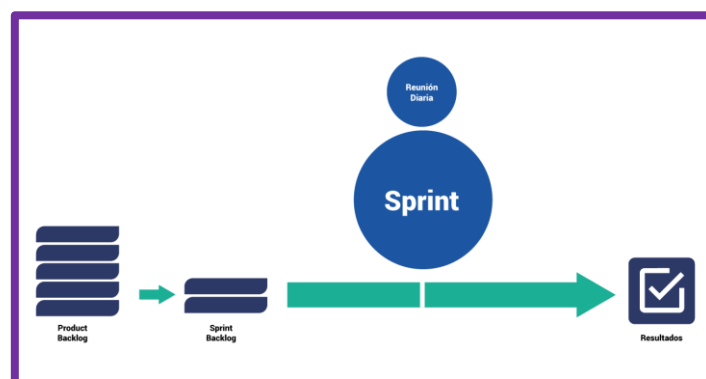 Reunión
Diaria
Sprint
Product
Backlog
Sprint
Backlog
Resultados